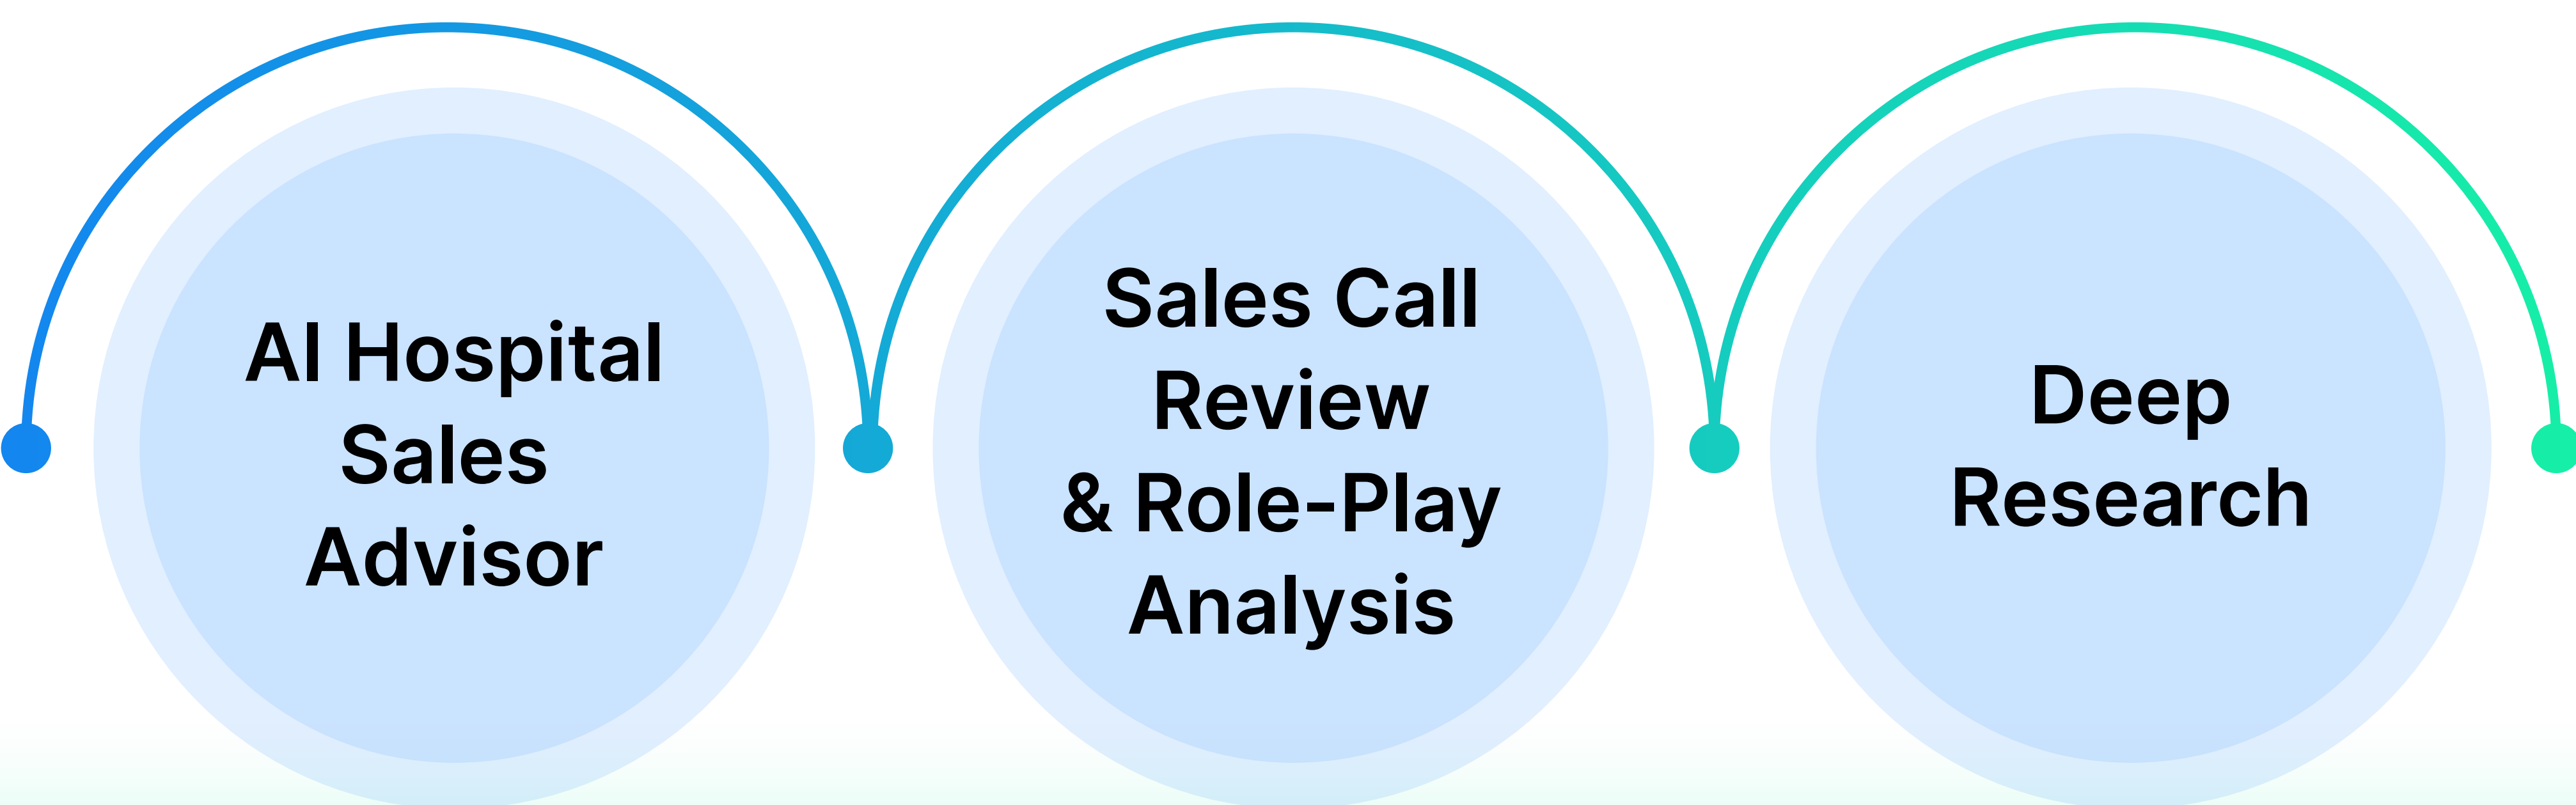 AI Hospital
Sales
Advisor
Sales Call
Review
& Role-Play
Analysis
Deep
Research